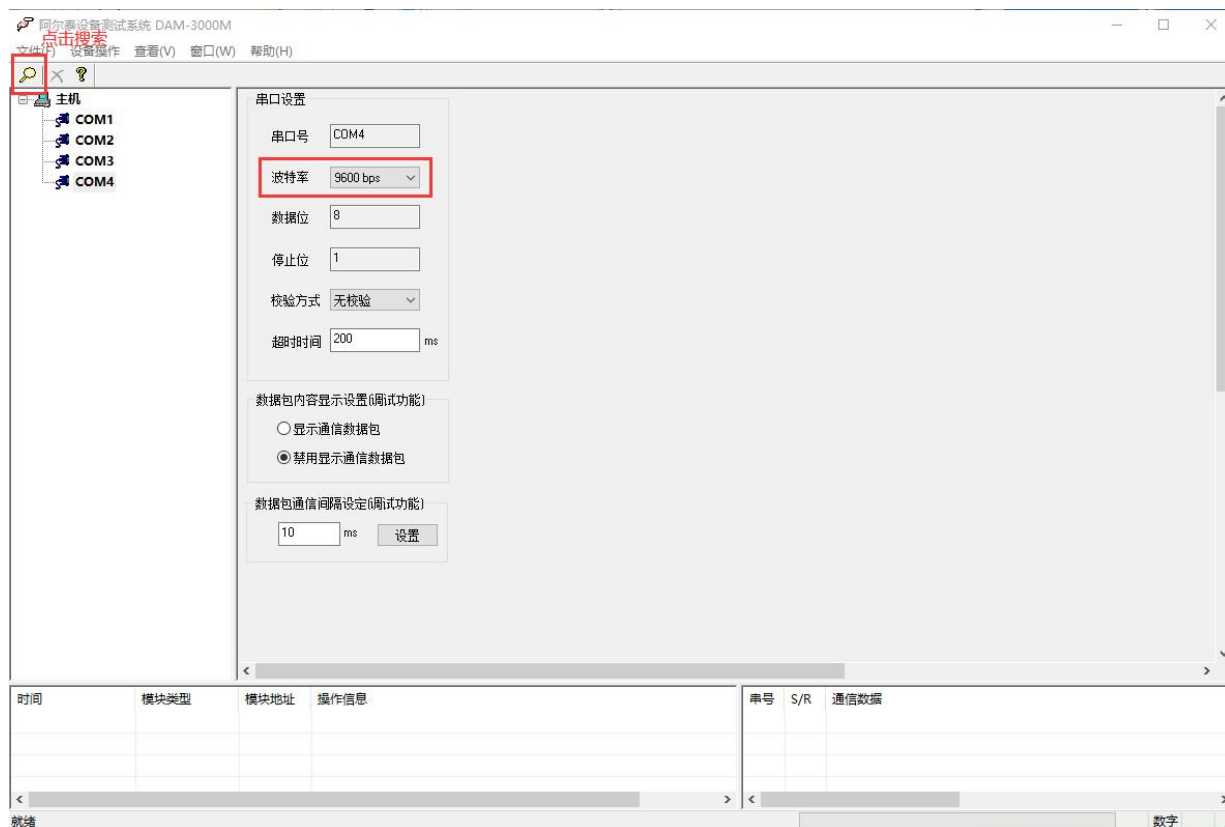 阿尔泰设备测试系统 DAM-3000M
点击搜索
文件(F) 设备操作 查看(V) 窗口(W) 帮助(H)
主机
COM1
COM2
COM3
COM4
串口设置
串口号 COM4
波特率 9600 bps
数据位 8
停止位 1
校验方式 无校验
超时时间 200 ms
数据包内容显示设置(调试功能)
显示通信数据包
禁用显示通信数据包
数据包通信间隔设定(调试功能)
10 ms 设置
时间 模块类型 模块地址 操作信息 串号 S/R 通信数据
就绪 数字